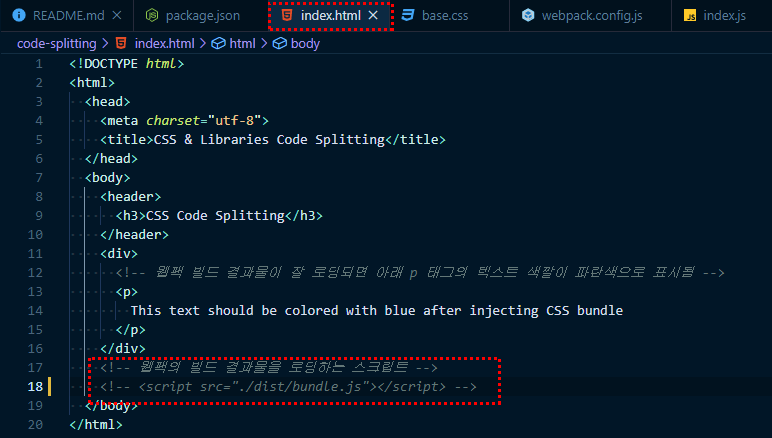 README.md package.json index.html base.css webpack.config.js index.js
code-splitting > index.html > html > body
1 <!DOCTYPE html>
2 <html>
3 <head>
4 <meta charset="utf-8">
5 <title>CSS & Libraries Code Splitting</title>
6 </head>
7 <body>
8 <header>
9 <h3>CSS Code Splitting</h3>
10 </header>
11 <div>
12 <!-- 웹팩 빌드 결과물이 잘 로딩되면 아래 p 태그의 텍스트 색깔이 파란색으로 표시됨 -->
13 <p>
14 This text should be colored with blue after injecting CSS bundle
15 </p>
16 </div>
17 <!-- 웹팩의 빌드 결과물을 로딩하는 스크립트 -->
18 <!-- <script src="./dist/bundle.js"></script> -->
19 </body>
20 </html>